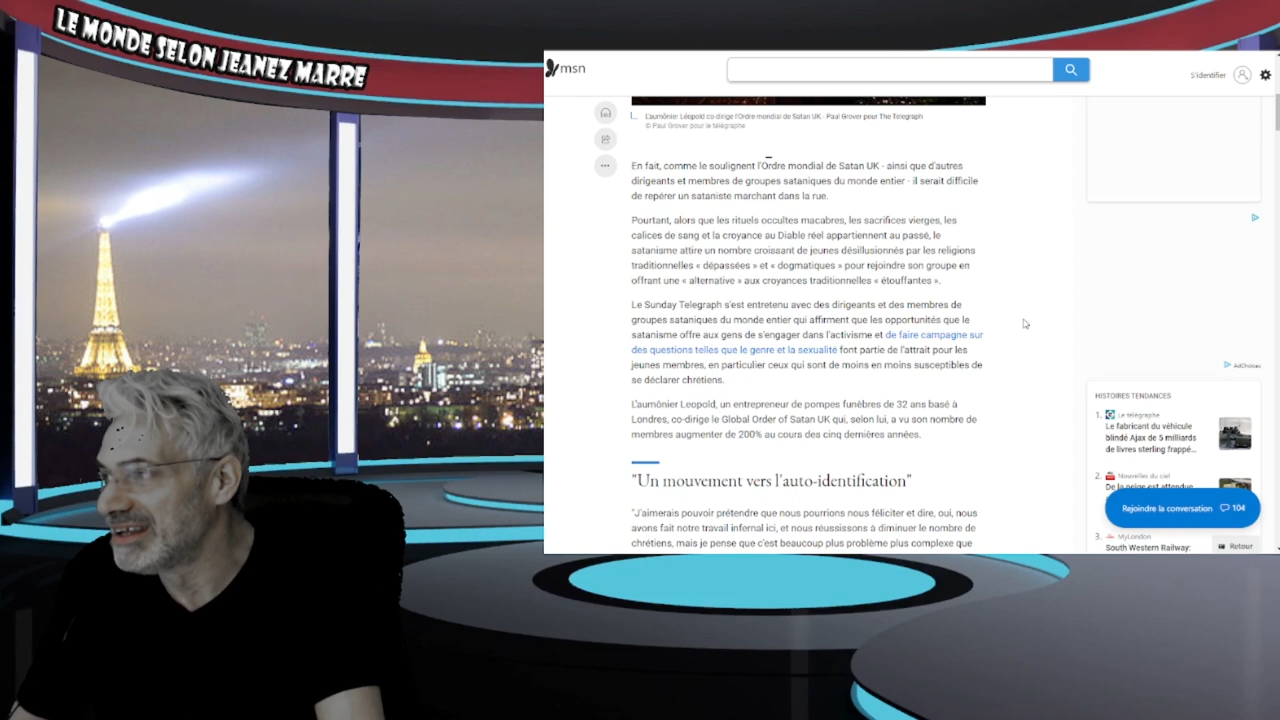 LE MONDE SELON JEANEZ MARRE
msn
S'identifier
L'aumônier Léopold co-dirige l'Ordre mondial de Satan UK - Paul Grover pour The Telegraph
© Paul Grover pour le télégraphe
En fait, comme le soulignent l'Ordre mondial de Satan UK - ainsi que d'autres
dirigeants et membres de groupes sataniques du monde entier - il serait difficile
de repérer un sataniste marchant dans la rue.
Pourtant, alors que les rituels occultes macabres, les sacrifices vierges, les
calices de sang et la croyance au Diable réel appartiennent au passé, le
satanisme attire un nombre croissant de jeunes désillusionnés par les religions
traditionnelles « dépassées » et « dogmatiques » pour rejoindre son groupe en
offrant une « alternative » aux croyances traditionnelles « étouffantes ».
Le Sunday Telegraph s'est entretenu avec des dirigeants et des membres de
groupes sataniques du monde entier qui affirment que les opportunités que le
satanisme offre aux gens de s'engager dans l'activisme et de faire campagne sur
des questions telles que le genre et la sexualité font partie de l'attrait pour les
jeunes membres, en particulier ceux qui sont de moins en moins susceptibles de
se déclarer chrétiens.
L'aumônier Leopold, un entrepreneur de pompes funèbres de 32 ans basé à
Londres, co-dirige le Global Order of Satan UK qui, selon lui, a vu son nombre de
membres augmenter de 200% au cours des cinq dernières années.
"Un mouvement vers l'auto-identification"
"J'aimerais pouvoir prétendre que nous pourrions nous féliciter et dire, oui, nous
avons fait notre travail infernal ici, et nous réussissons à diminuer le nombre de
chrétiens, mais je pense que c'est beaucoup plus problème plus complexe que
AdChoices
HISTOIRES TENDANCES
1. Le télégraphe
Le fabricant du véhicule
blindé Ajax de 5 milliards
de livres sterling frappé...
2. Nouvelles du ciel
De la neige est attendue
Rejoindre la conversation 104
3. MyLondon
South Western Railway:
Retour